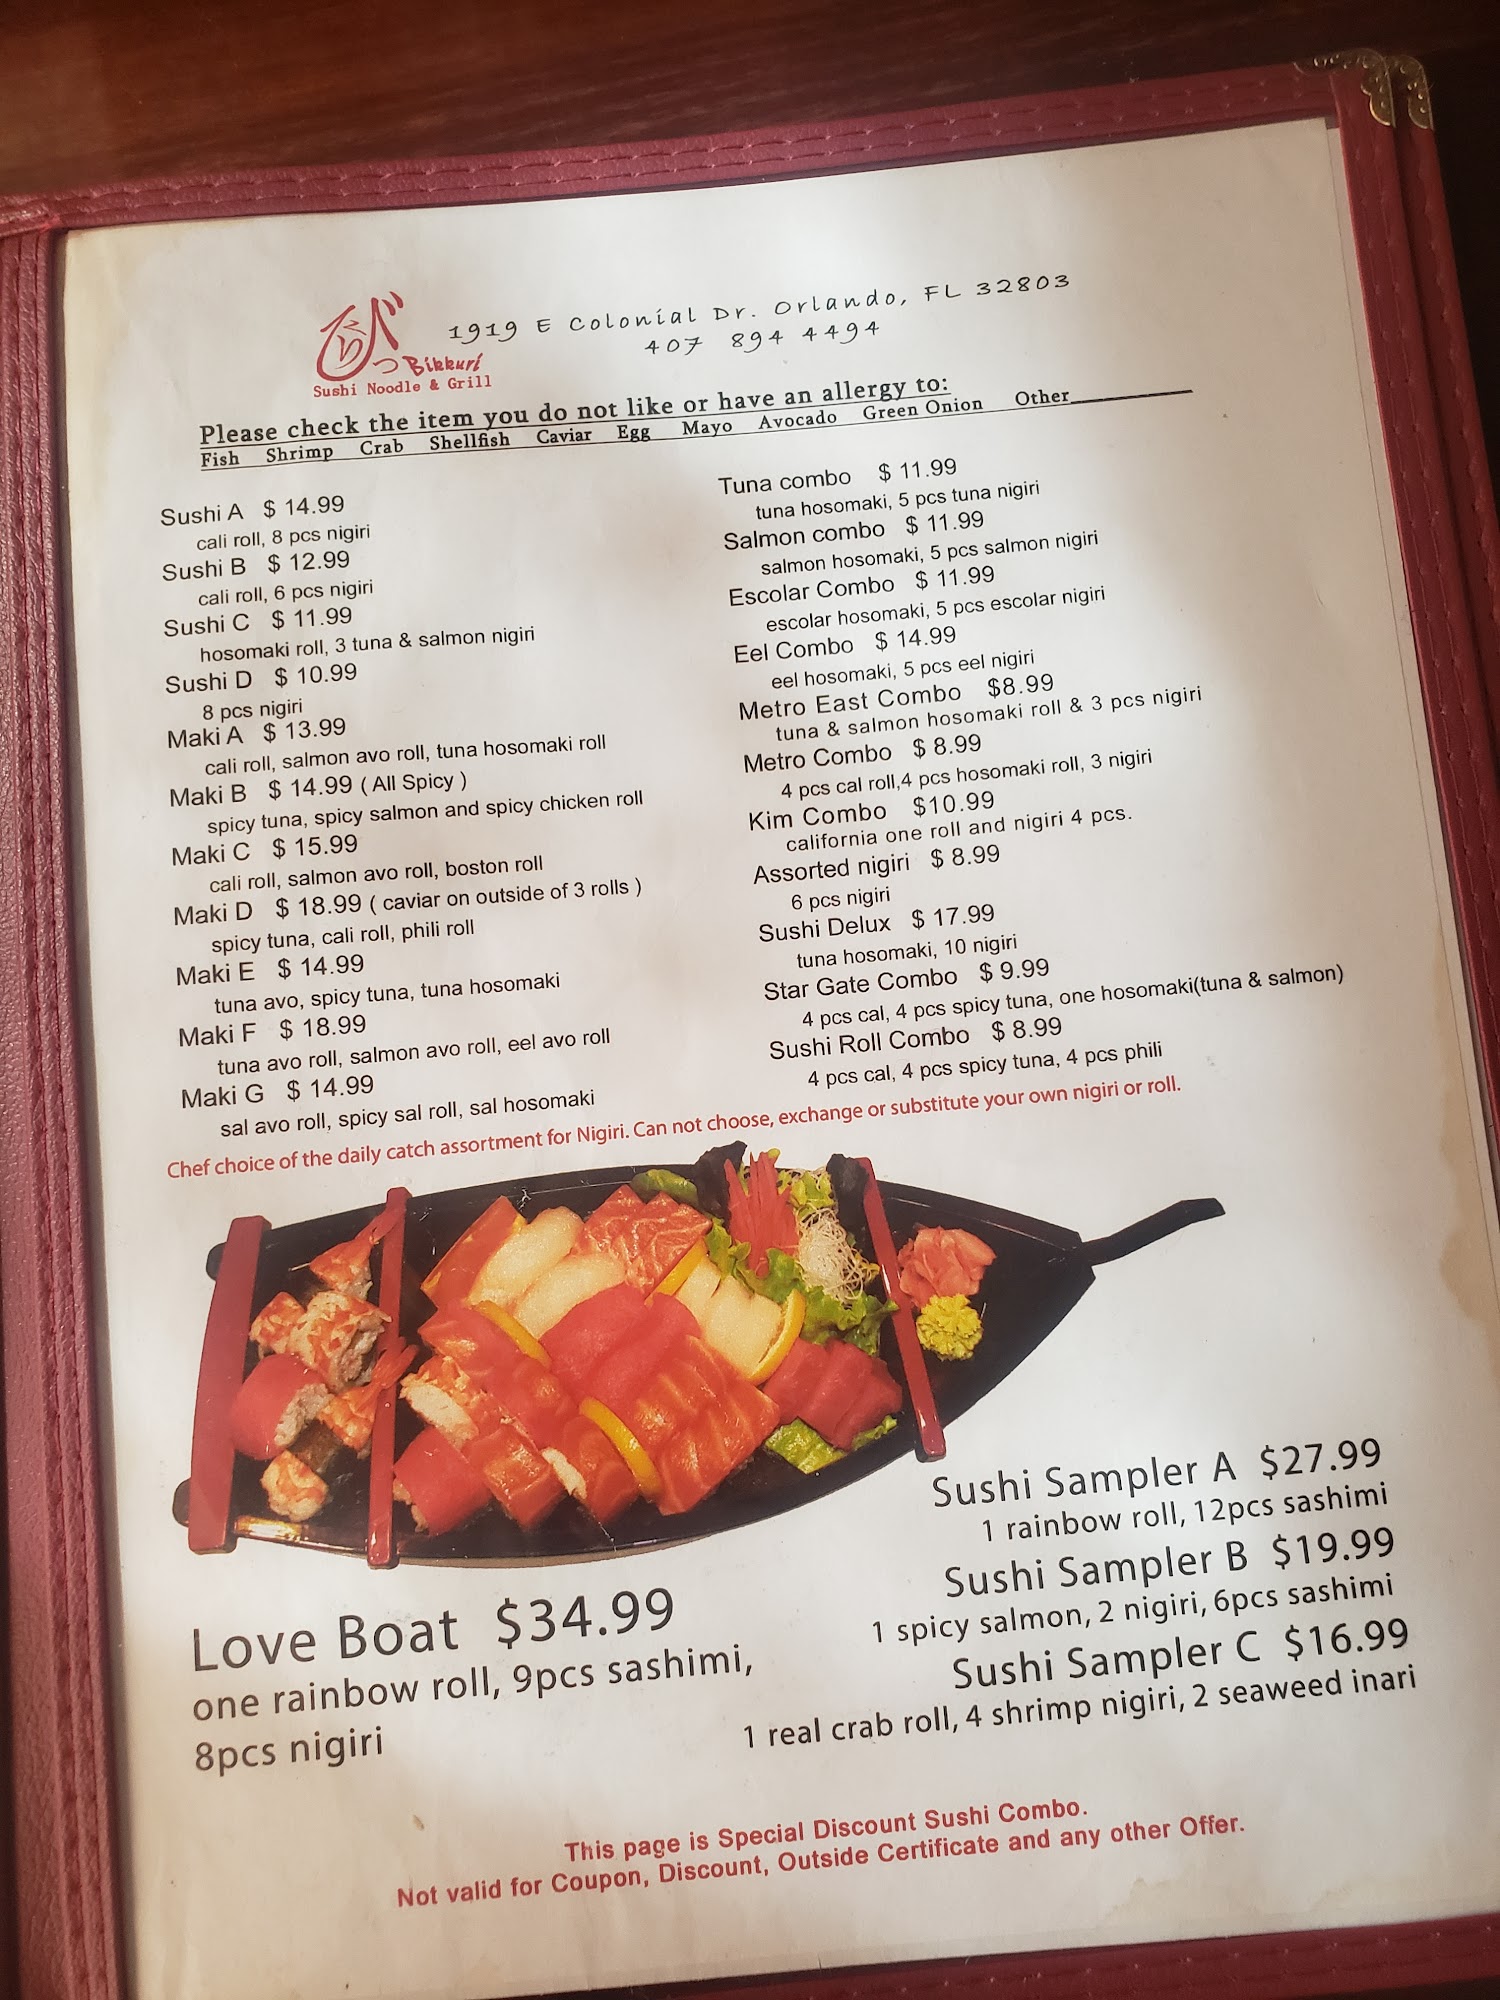 びっくり
Bikkuri
Sushi Noodle & Grill
1919 E Colonial Dr. Orlando, FL 32803
407 894 4494
Please check the item you do not like or have an allergy to:
Fish Shrimp Crab Shellfish Caviar Egg Mayo Avocado Green Onion Other
Sushi A $ 14.99
cali roll, 8 pcs nigiri
Sushi B $ 12.99
cali roll, 6 pcs nigiri
Sushi C $ 11.99
hosomaki roll, 3 tuna & salmon nigiri
Sushi D $ 10.99
8 pcs nigiri
Maki A $ 13.99
cali roll, salmon avo roll, tuna hosomaki roll
Maki B $ 14.99 ( All Spicy )
spicy tuna, spicy salmon and spicy chicken roll
Maki C $ 15.99
cali roll, salmon avo roll, boston roll
Maki D $ 18.99 ( caviar on outside of 3 rolls )
spicy tuna, cali roll, phili roll
Maki E $ 14.99
tuna avo, spicy tuna, tuna hosomaki
Maki F $ 18.99
tuna avo roll, salmon avo roll, eel avo roll
Maki G $ 14.99
sal avo roll, spicy sal roll, sal hosomaki
Tuna combo $ 11.99
tuna hosomaki, 5 pcs tuna nigiri
Salmon combo $ 11.99
salmon hosomaki, 5 pcs salmon nigiri
Escolar Combo $ 11.99
escolar hosomaki, 5 pcs escolar nigiri
Eel Combo $ 14.99
eel hosomaki, 5 pcs eel nigiri
Metro East Combo $8.99
tuna & salmon hosomaki roll & 3 pcs nigiri
Metro Combo $ 8.99
4 pcs cal roll,4 pcs hosomaki roll, 3 nigiri
Kim Combo $10.99
california one roll and nigiri 4 pcs.
Assorted nigiri $ 8.99
6 pcs nigiri
Sushi Delux $ 17.99
tuna hosomaki, 10 nigiri
Star Gate Combo $ 9.99
4 pcs cal, 4 pcs spicy tuna, one hosomaki(tuna & salmon)
Sushi Roll Combo $ 8.99
4 pcs cal, 4 pcs spicy tuna, 4 pcs phili
Chef choice of the daily catch assortment for Nigiri. Can not choose, exchange or substitute your own nigiri or roll.
Love Boat $34.99
one rainbow roll, 9pcs sashimi,
8pcs nigiri
Sushi Sampler A $27.99
1 rainbow roll, 12pcs sashimi
Sushi Sampler B $19.99
1 spicy salmon, 2 nigiri, 6pcs sashimi
Sushi Sampler C $16.99
1 real crab roll, 4 shrimp nigiri, 2 seaweed inari
This page is Special Discount Sushi Combo.
Not valid for Coupon, Discount, Outside Certificate and any other Offer.